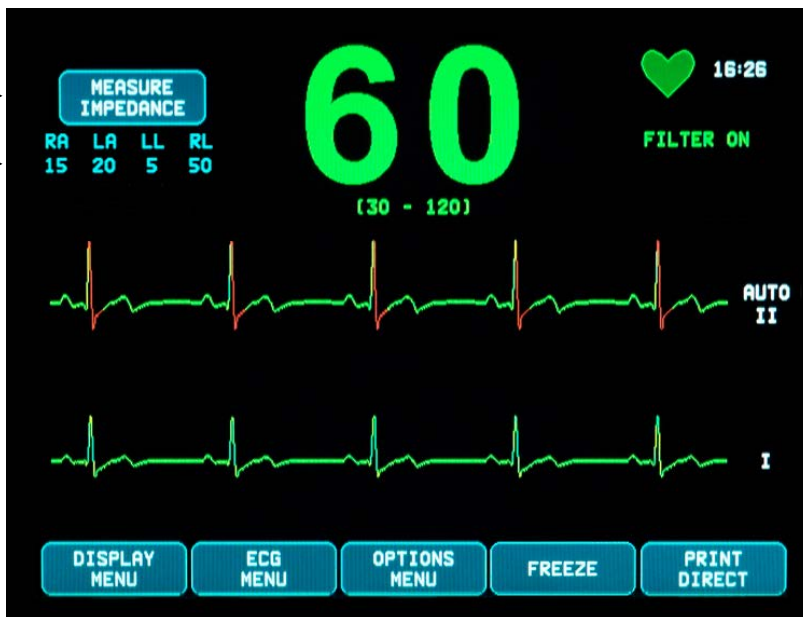 MEASURE
IMPEDANCE
60
16:26
RA LA LL RL
15 20 5 50
FILTER ON
(30 - 120)
AUTO
II
I
DISPLAY
MENU
ECG
MENU
OPTIONS
MENU
FREEZE
PRINT
DIRECT